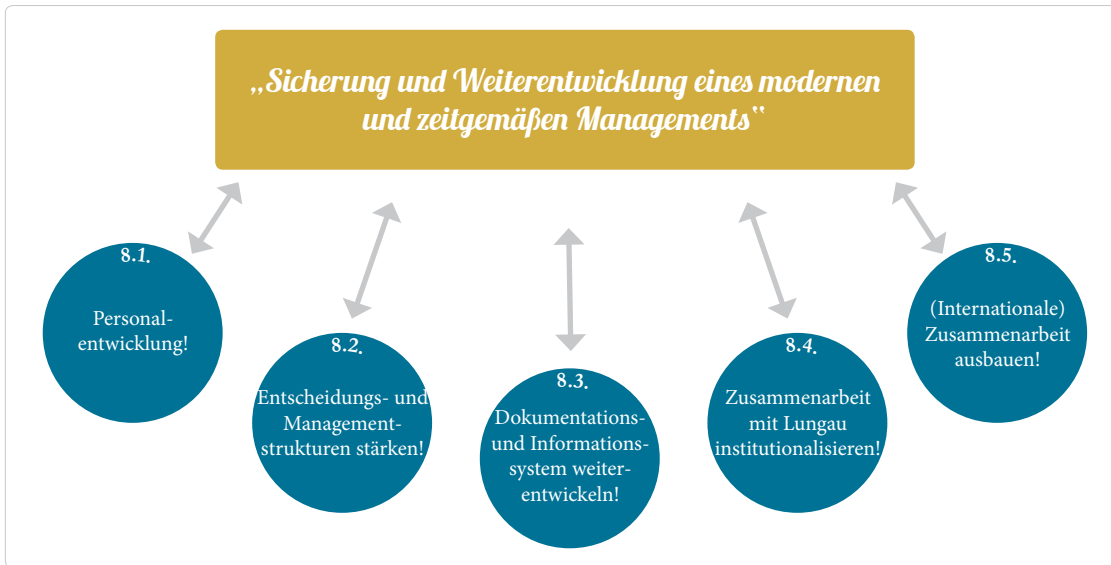 „Sicherung und Weiterentwicklung eines modernen
und zeitgemäßen Managements“
8.1.
Personal-
entwicklung!
8.2.
Entscheidungs- und
Management-
strukturen stärken!
8.3.
Dokumentations-
und Informations-
system weiter-
entwickeln!
8.4.
Zusammenarbeit
mit Lungau
institutionalisieren!
8.5.
(Internationale)
Zusammenarbeit
ausbauen!